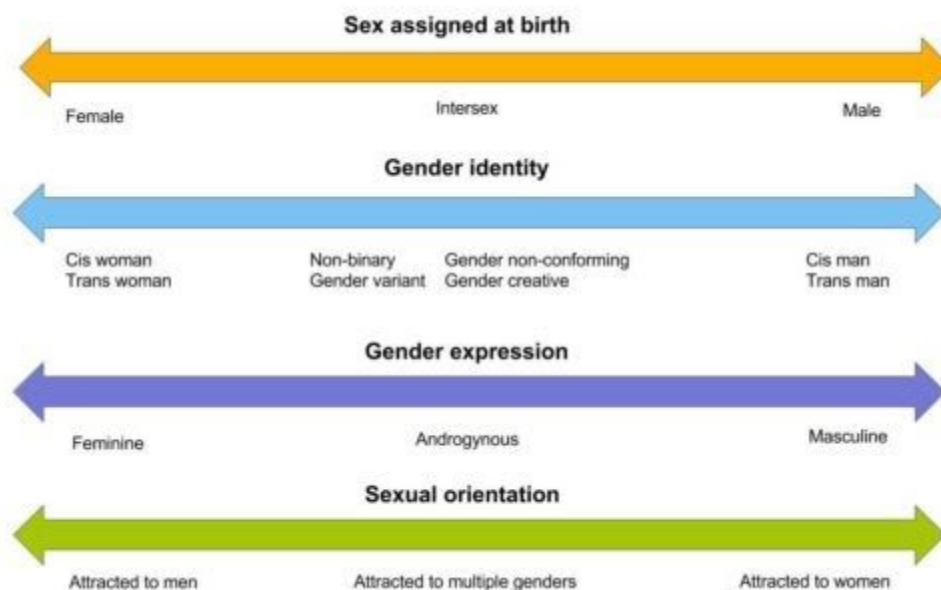 Sex assigned at birth
Female Intersex Male
Gender identity
Cis woman Non-binary Gender non-conforming Cis man
Trans woman Gender variant Gender creative Trans man
Gender expression
Feminine Androgynous Masculine
Sexual orientation
Attracted to men Attracted to multiple genders Attracted to women